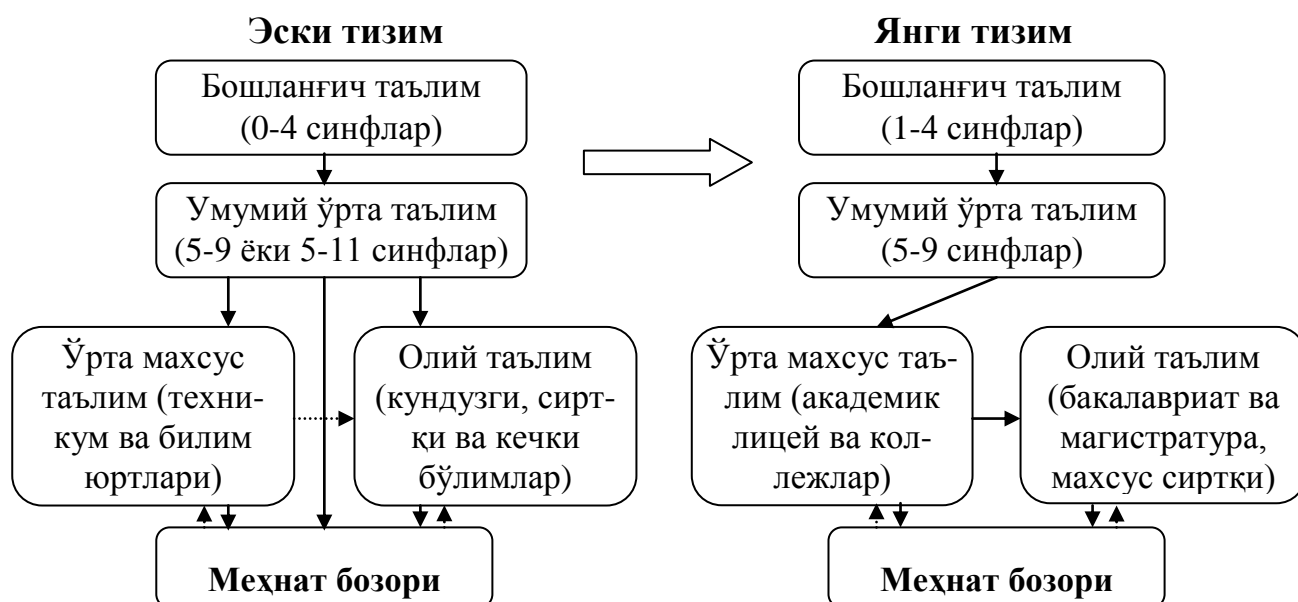 Эски тизим
Бошланғич таълим
(0-4 синфлар)
Умумий ўрта таълим
(5-9 ёки 5-11 синфлар)
Ўрта махсус
таълим (техни-
кум ва билим
юртлари)
Олий таълим
(кундузги, сирт-
қи ва кечки
бўлимлар)
Меҳнат бозори
Янги тизим
Бошланғич таълим
(1-4 синфлар)
Умумий ўрта таълим
(5-9 синфлар)
Ўрта махсус таъ-
лим (академик
лицей ва кол-
лежлар)
Олий таълим
(бакалавриат ва
магистратура,
махсус сиртқи)
Меҳнат бозори